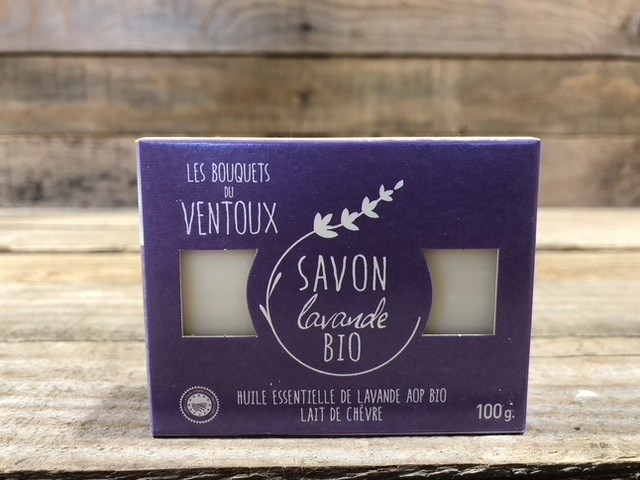 LES BOUQUETS
DU
VENTOUX
SAVON
lavande
BIO
HUILE ESSENTIELLE DE LAVANDE AOP BIO
LAIT DE CHÈVRE
100g.